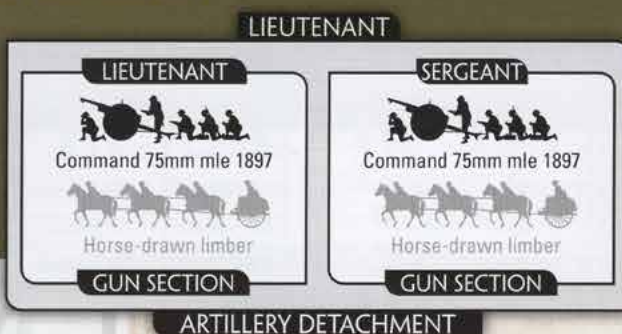 LIEUTENANT
LIEUTENANT
Command 75mm mle 1897
Horse-drawn limber
GUN SECTION
SERGEANT
Command 75mm mle 1897
Horse-drawn limber
GUN SECTION
ARTILLERY DETACHMENT